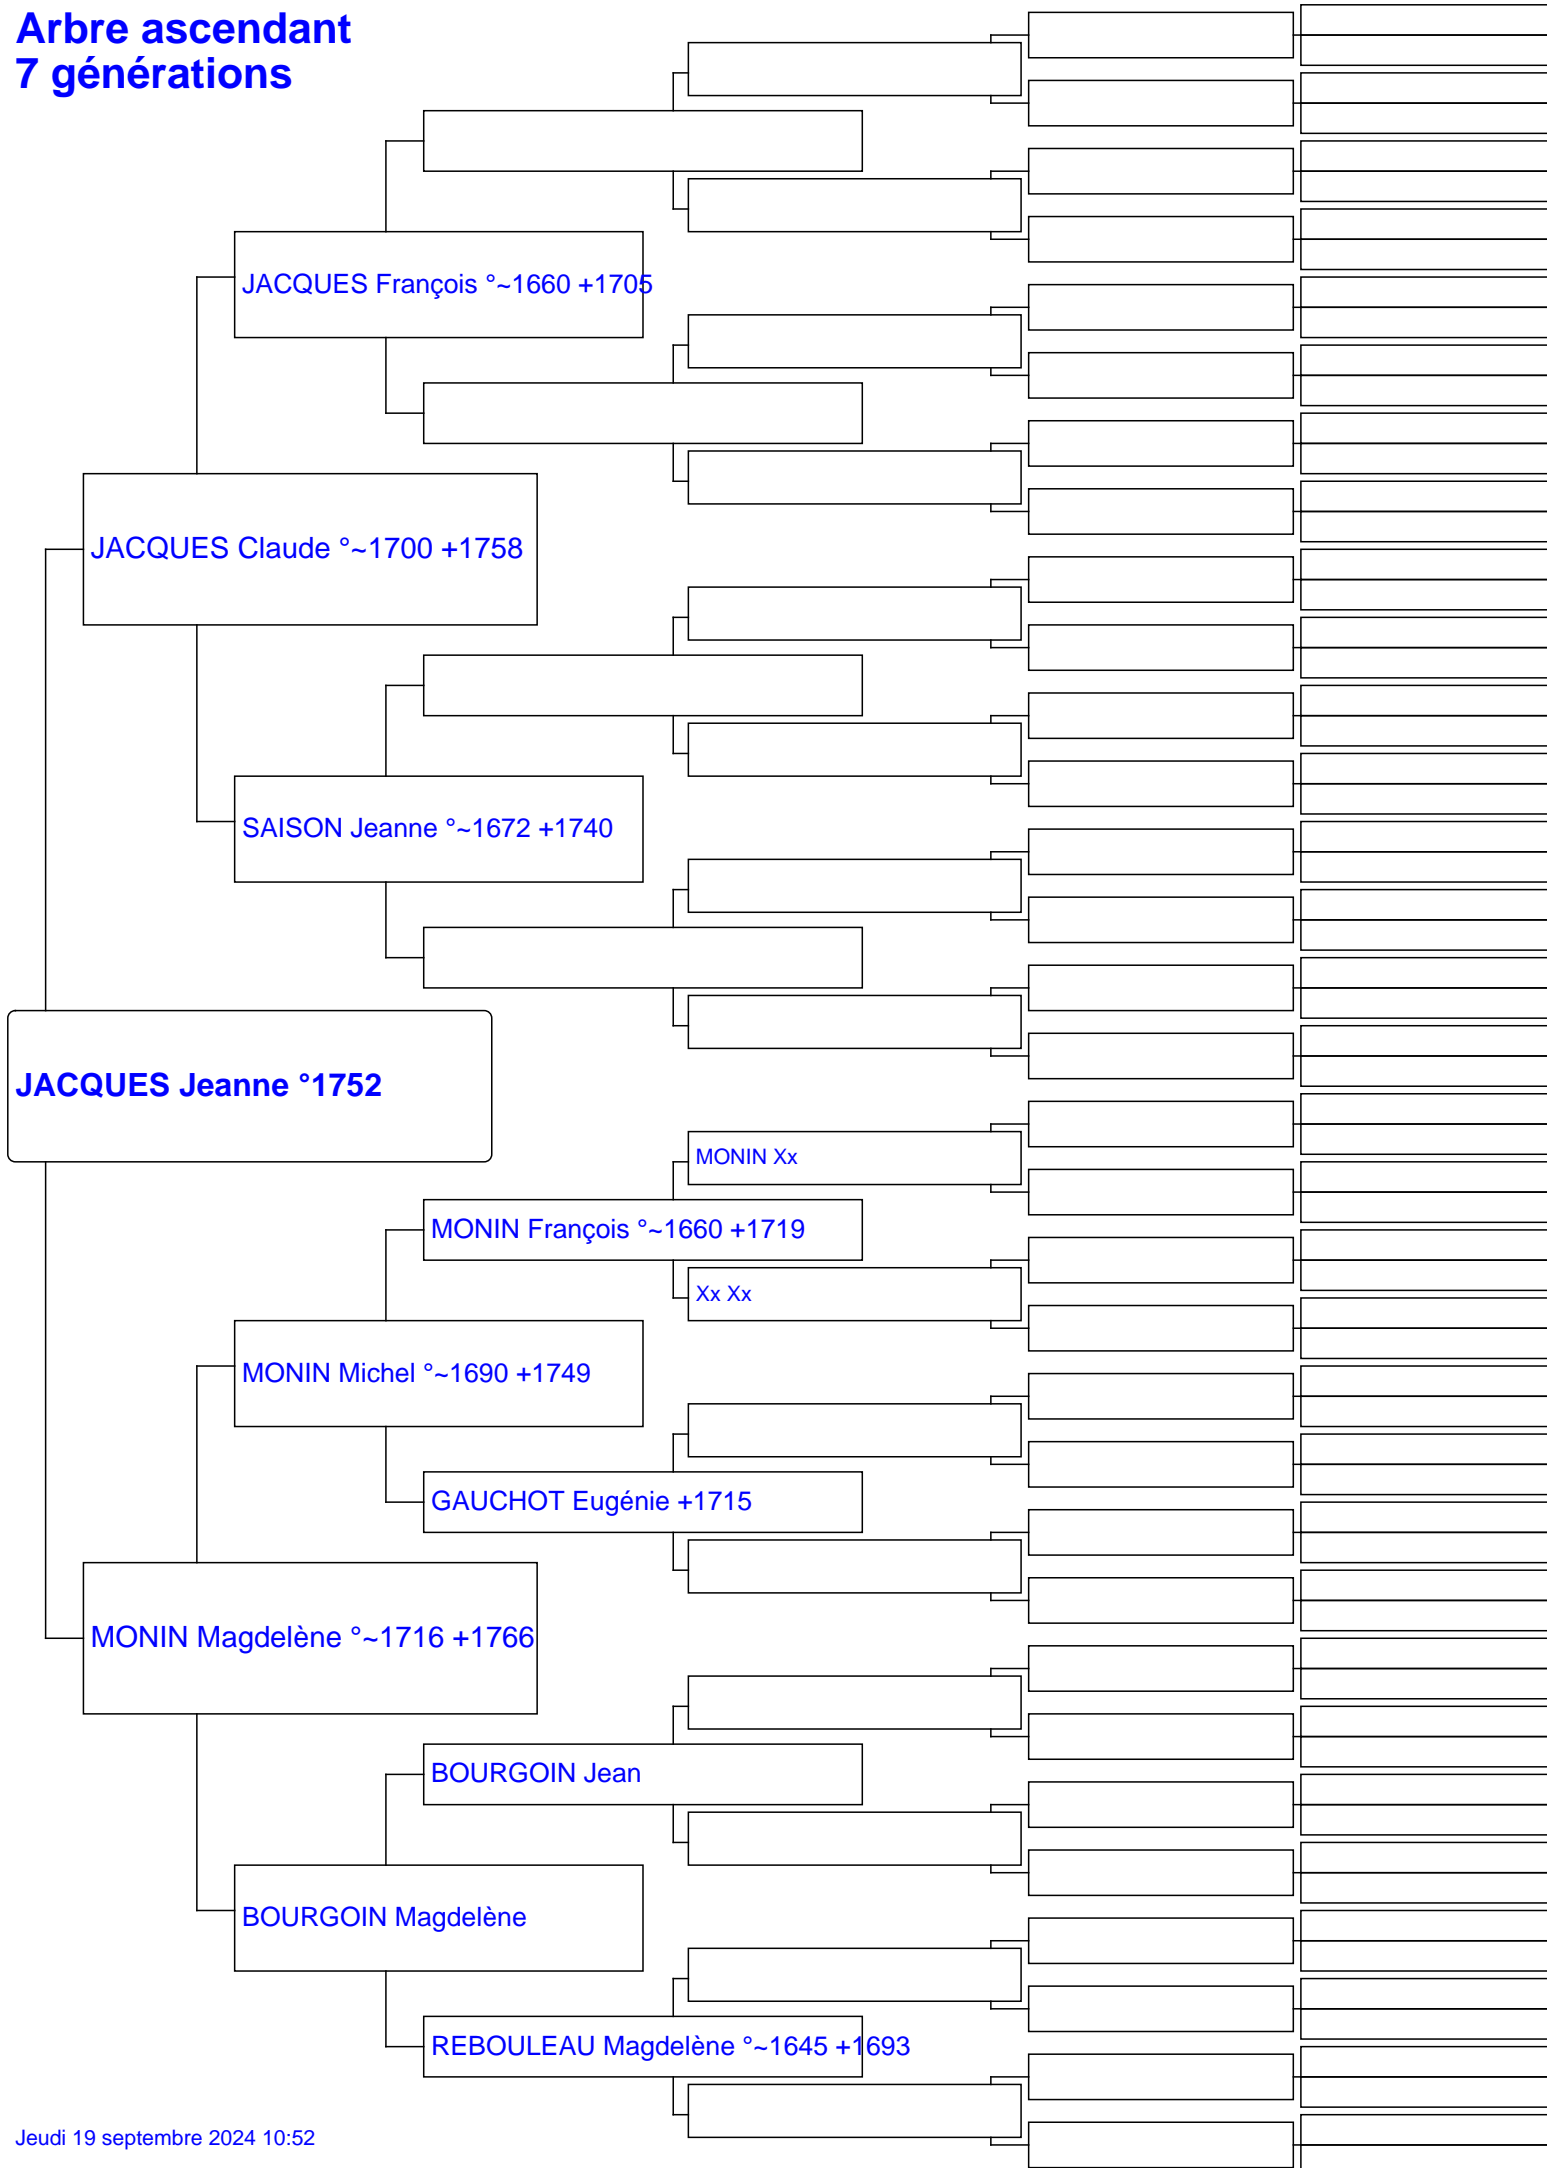 Arbre ascendant
7 générations
JACQUES François °~1660 +1705
JACQUES Claude °~1700 +1758
SAISON Jeanne °~1672 +1740
JACQUES Jeanne °1752
MONIN Xx
MONIN François °~1660 +1719
Xx Xx
MONIN Michel °~1690 +1749
GAUCHOT Eugénie +1715
MONIN Magdelène °~1716 +1766
BOURGOIN Jean
BOURGOIN Magdelène
REBOULEAU Magdelène °~1645 +1693
Jeudi 19 septembre 2024 10:52